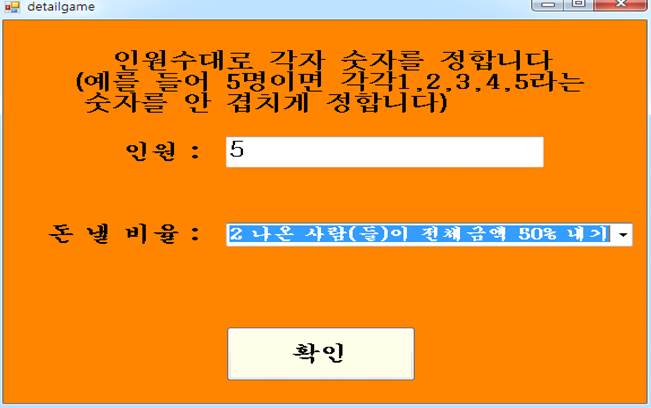 detailgame
인원수대로 각자 숫자를 정합니다
(예를 들어 5명이면 각각1,2,3,4,5라는
숫자를 안 겹치게 정합니다)
인원 : 5
돈 낼 비율 : 2 나온 사람(들)이 전체금액 50% 내기
확인